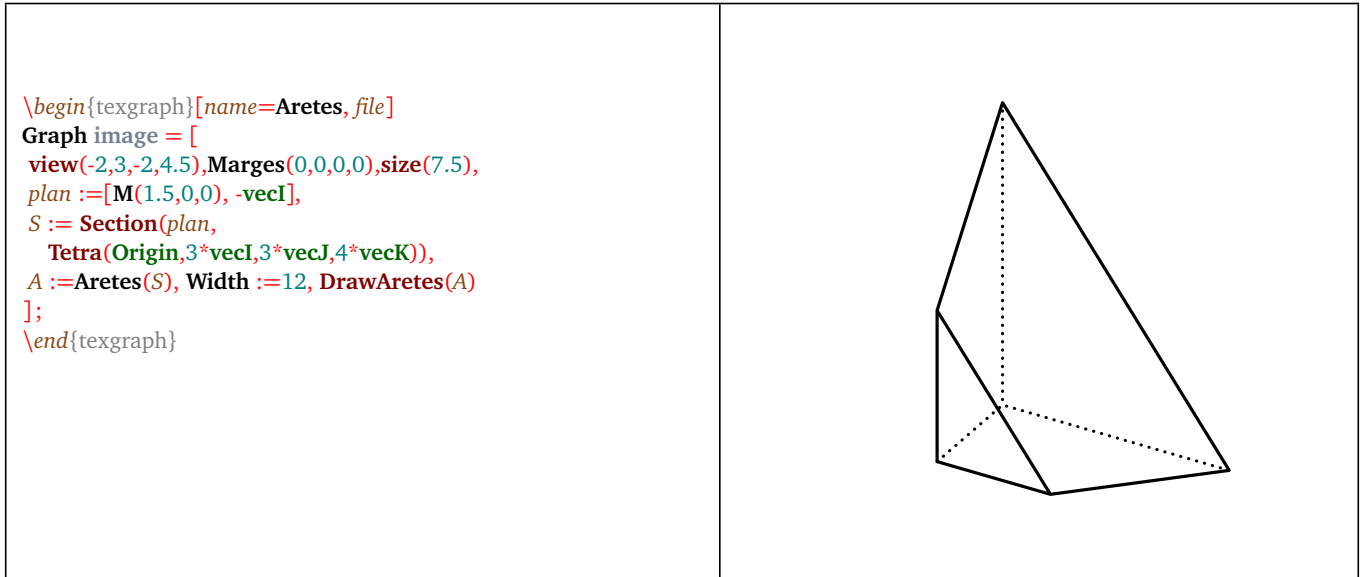 \begin{texgraph}[name=Aretes, file]
Graph image = [
view(-2,3,-2,4.5),Marges(0,0,0,0),size(7.5),
plan :=[M(1.5,0,0), -vecI],
S := Section(plan,
Tetra(Origin,3*vecI,3*vecJ,4*vecK)),
A :=Aretes(S), Width :=12, DrawAretes(A)
];
\end{texgraph}